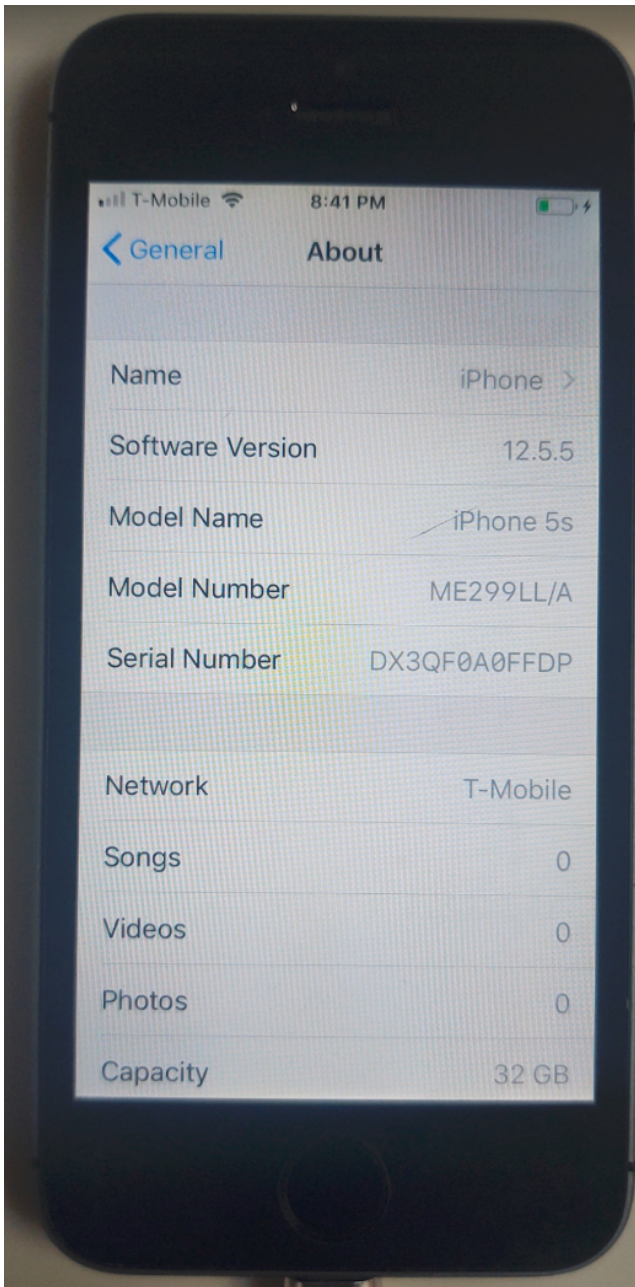 T-Mobile 8:41 PM
General About
Name iPhone
Software Version 12.5.5
Model Name iPhone 5s
Model Number ME299LL/A
Serial Number DX3QF0A0FFDP
Network T-Mobile
Songs 0
Videos 0
Photos 0
Capacity 32 GB